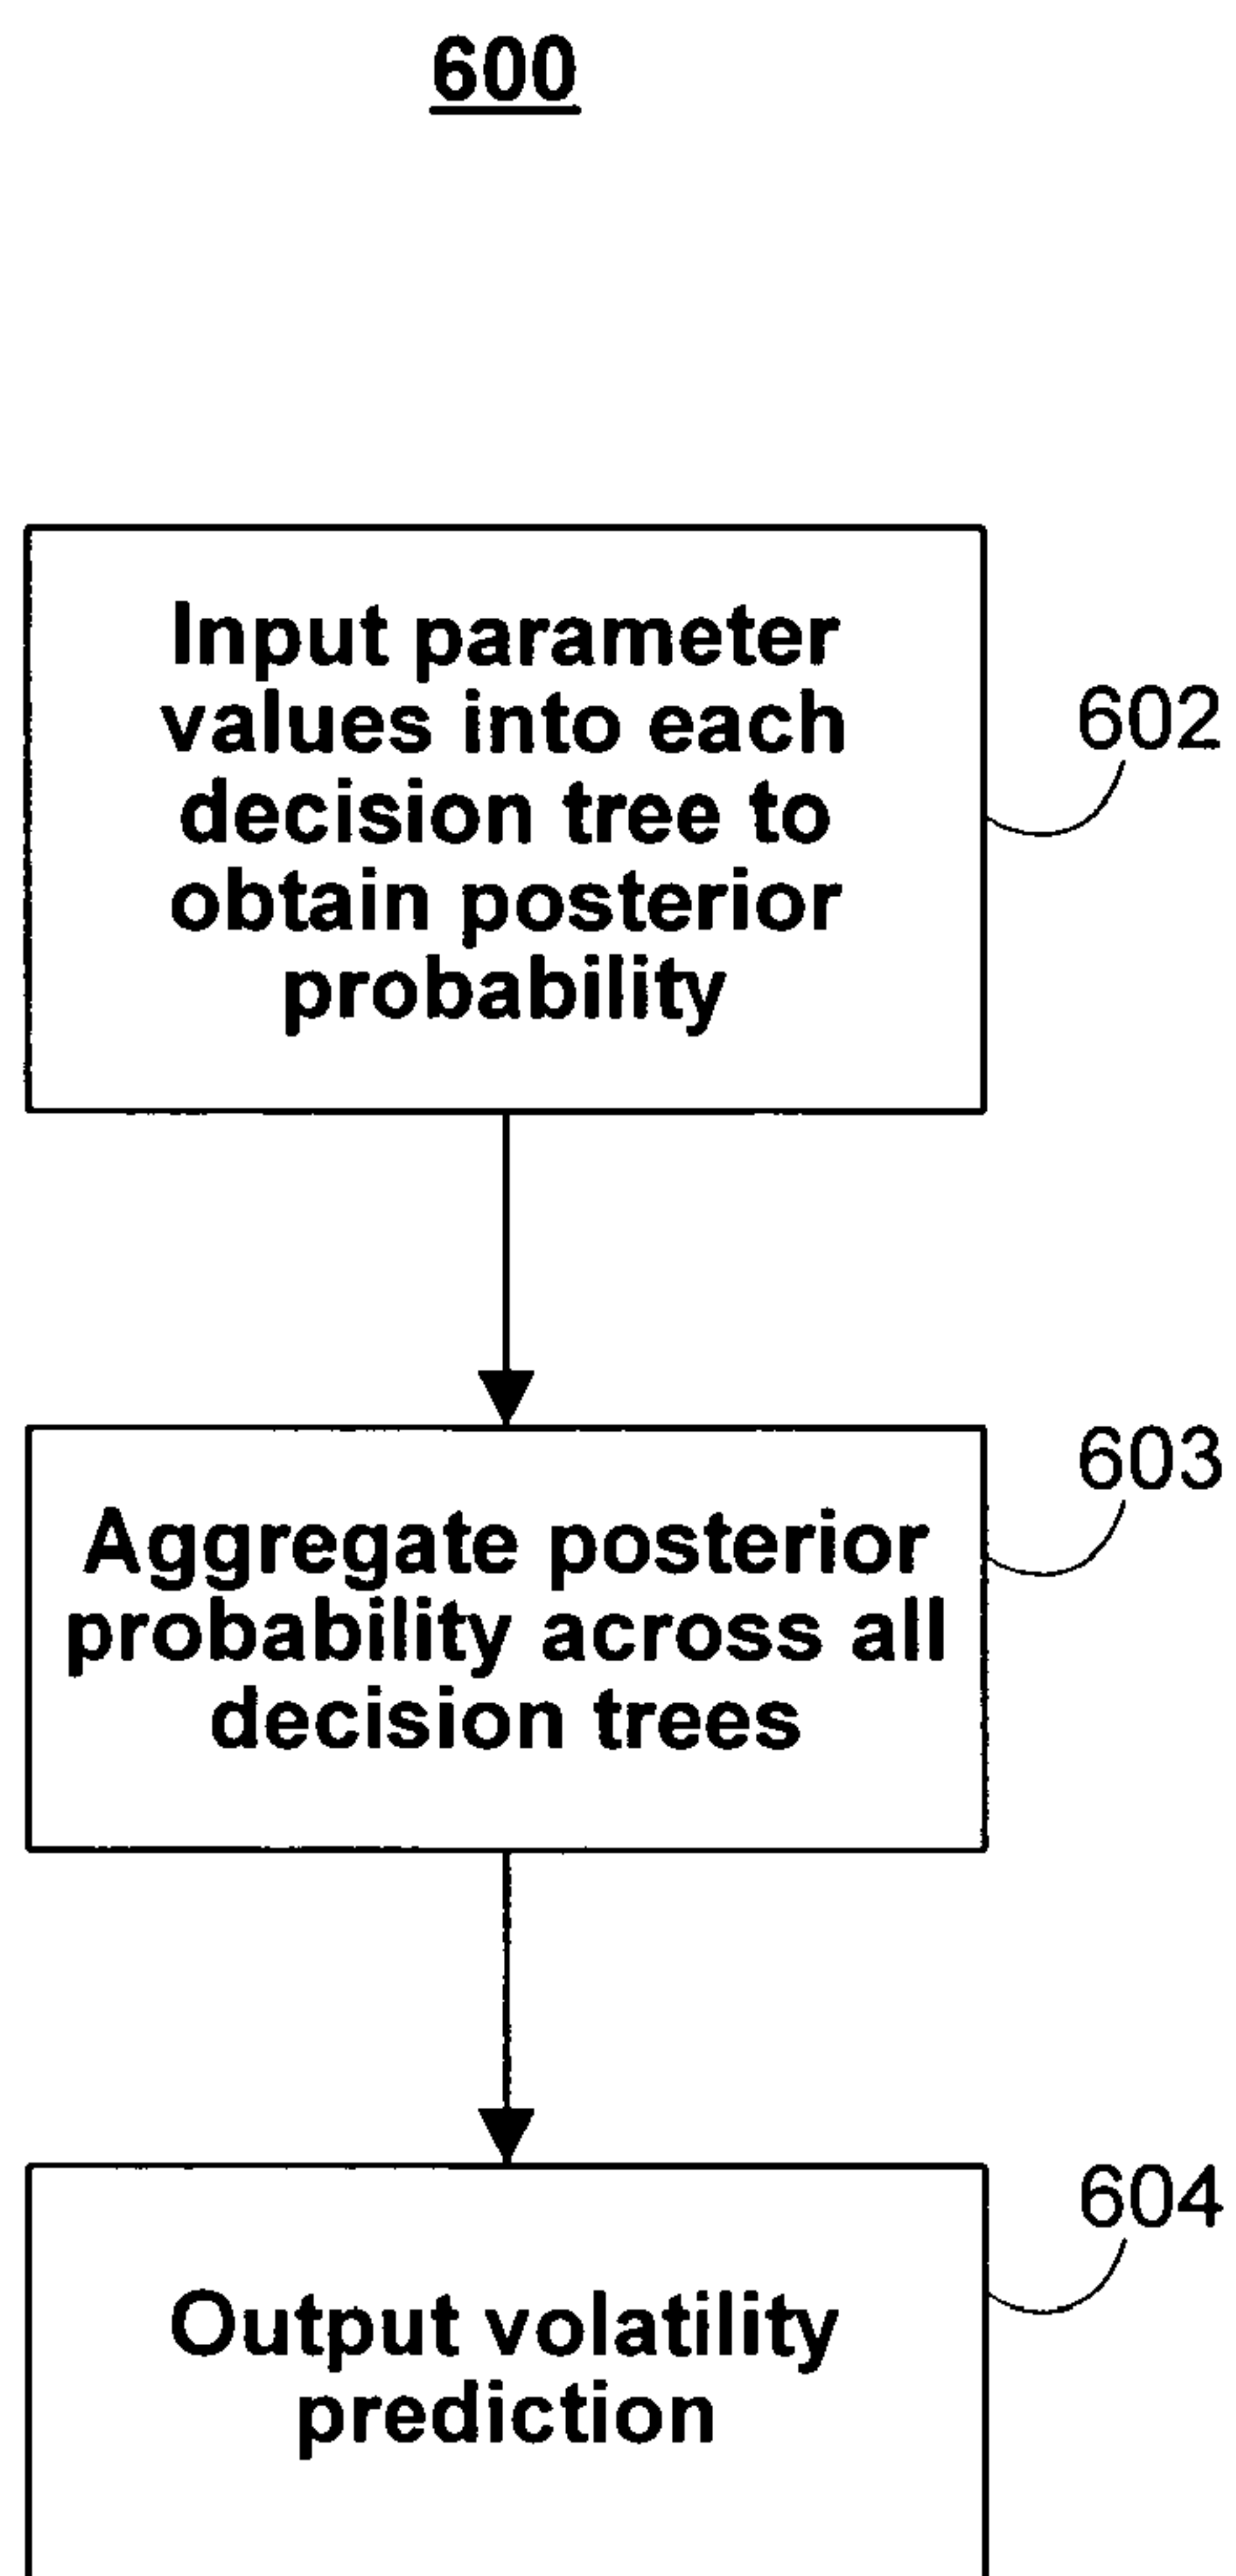 600
Input parameter
values into each
decision tree to
obtain posterior
probability
602
Aggregate posterior
probability across all
decision trees
603
Output volatility
prediction
604